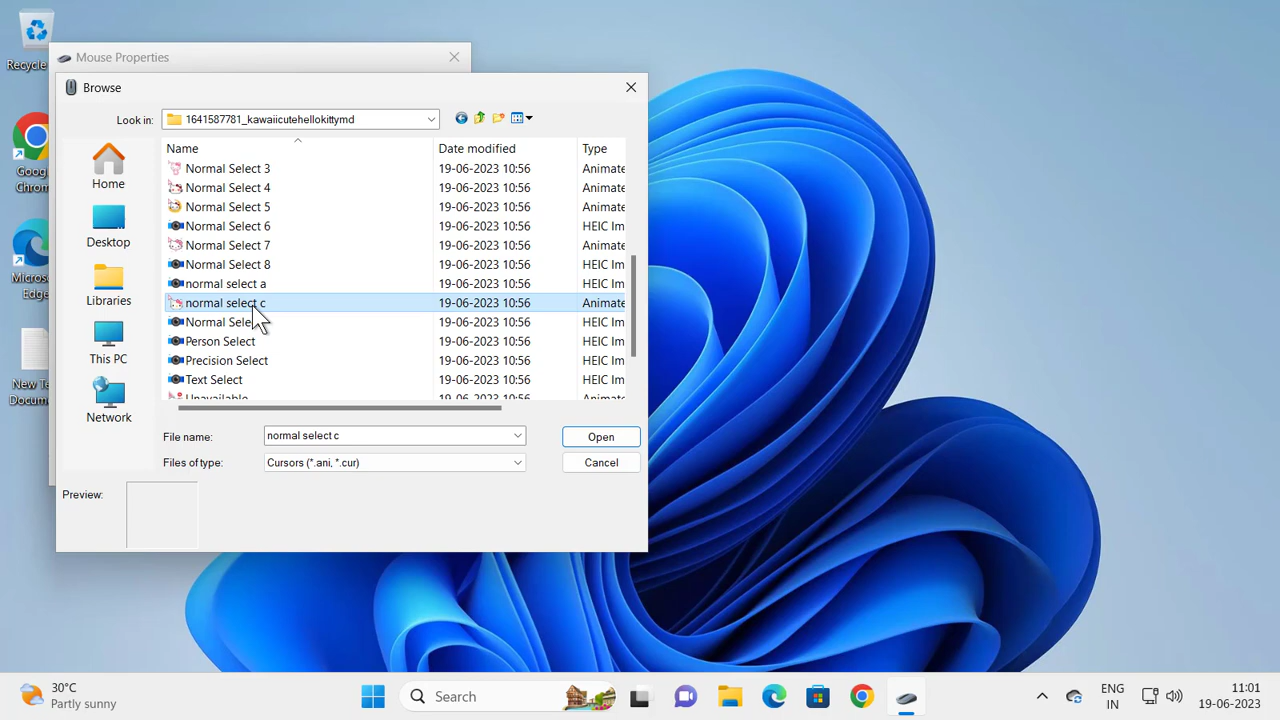 Recycle
Mouse Properties
Browse
Look in:
1641587781_kawaiicutehellokittymd
Name
Date modified
Type
Normal Select 3
19-06-2023 10:56
Animate
Normal Select 4
19-06-2023 10:56
Animate
Normal Select 5
19-06-2023 10:56
Animate
Normal Select 6
19-06-2023 10:56
HEIC Im
Normal Select 7
19-06-2023 10:56
Animate
Normal Select 8
19-06-2023 10:56
HEIC Im
normal select a
19-06-2023 10:56
HEIC Im
normal select c
19-06-2023 10:56
Animate
Normal Sele
19-06-2023 10:56
HEIC Im
Person Select
19-06-2023 10:56
HEIC Im
Precision Select
19-06-2023 10:56
HEIC Im
Text Select
19-06-2023 10:56
HEIC Im
Unavailable
19-06-2023 10:56
Animate
Home
Desktop
Libraries
This PC
Network
File name:
normal select c
Open
Files of type:
Cursors (*.ani, *.cur)
Cancel
Preview:
Goog
Chrom
Micros
Edge
New Te
Docume
30°C
Partly sunny
Search
ENG
IN
11:01
19-06-2023